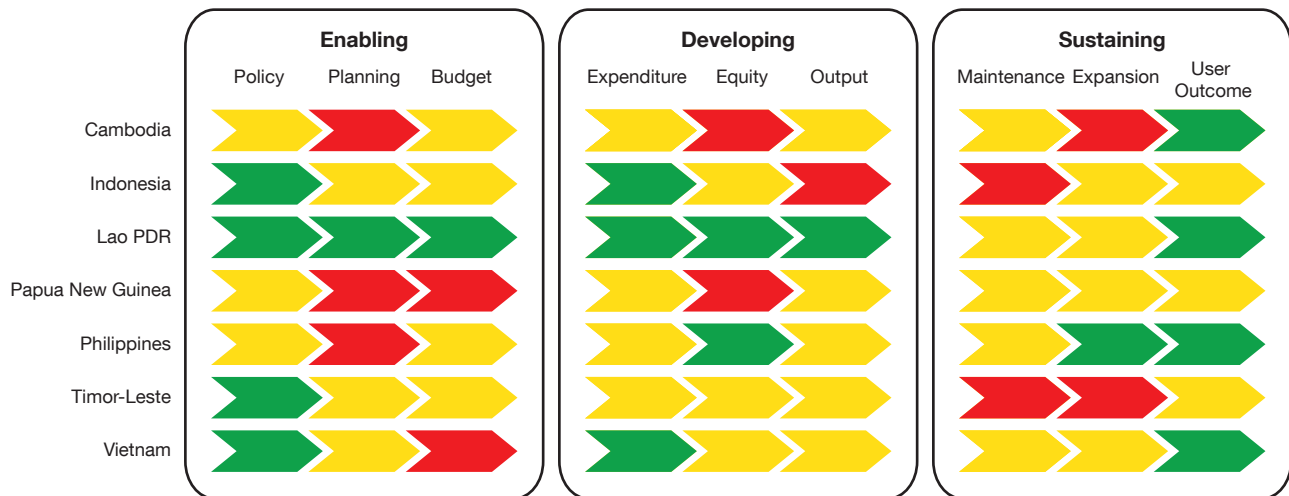 Enabling
Developing
Sustaining
Policy
Planning
Budget
Expenditure
Equity
Output
Maintenance
Expansion
User
Outcome
Cambodia
Indonesia
Lao PDR
Papua New Guinea
Philippines
Timor-Leste
Vietnam